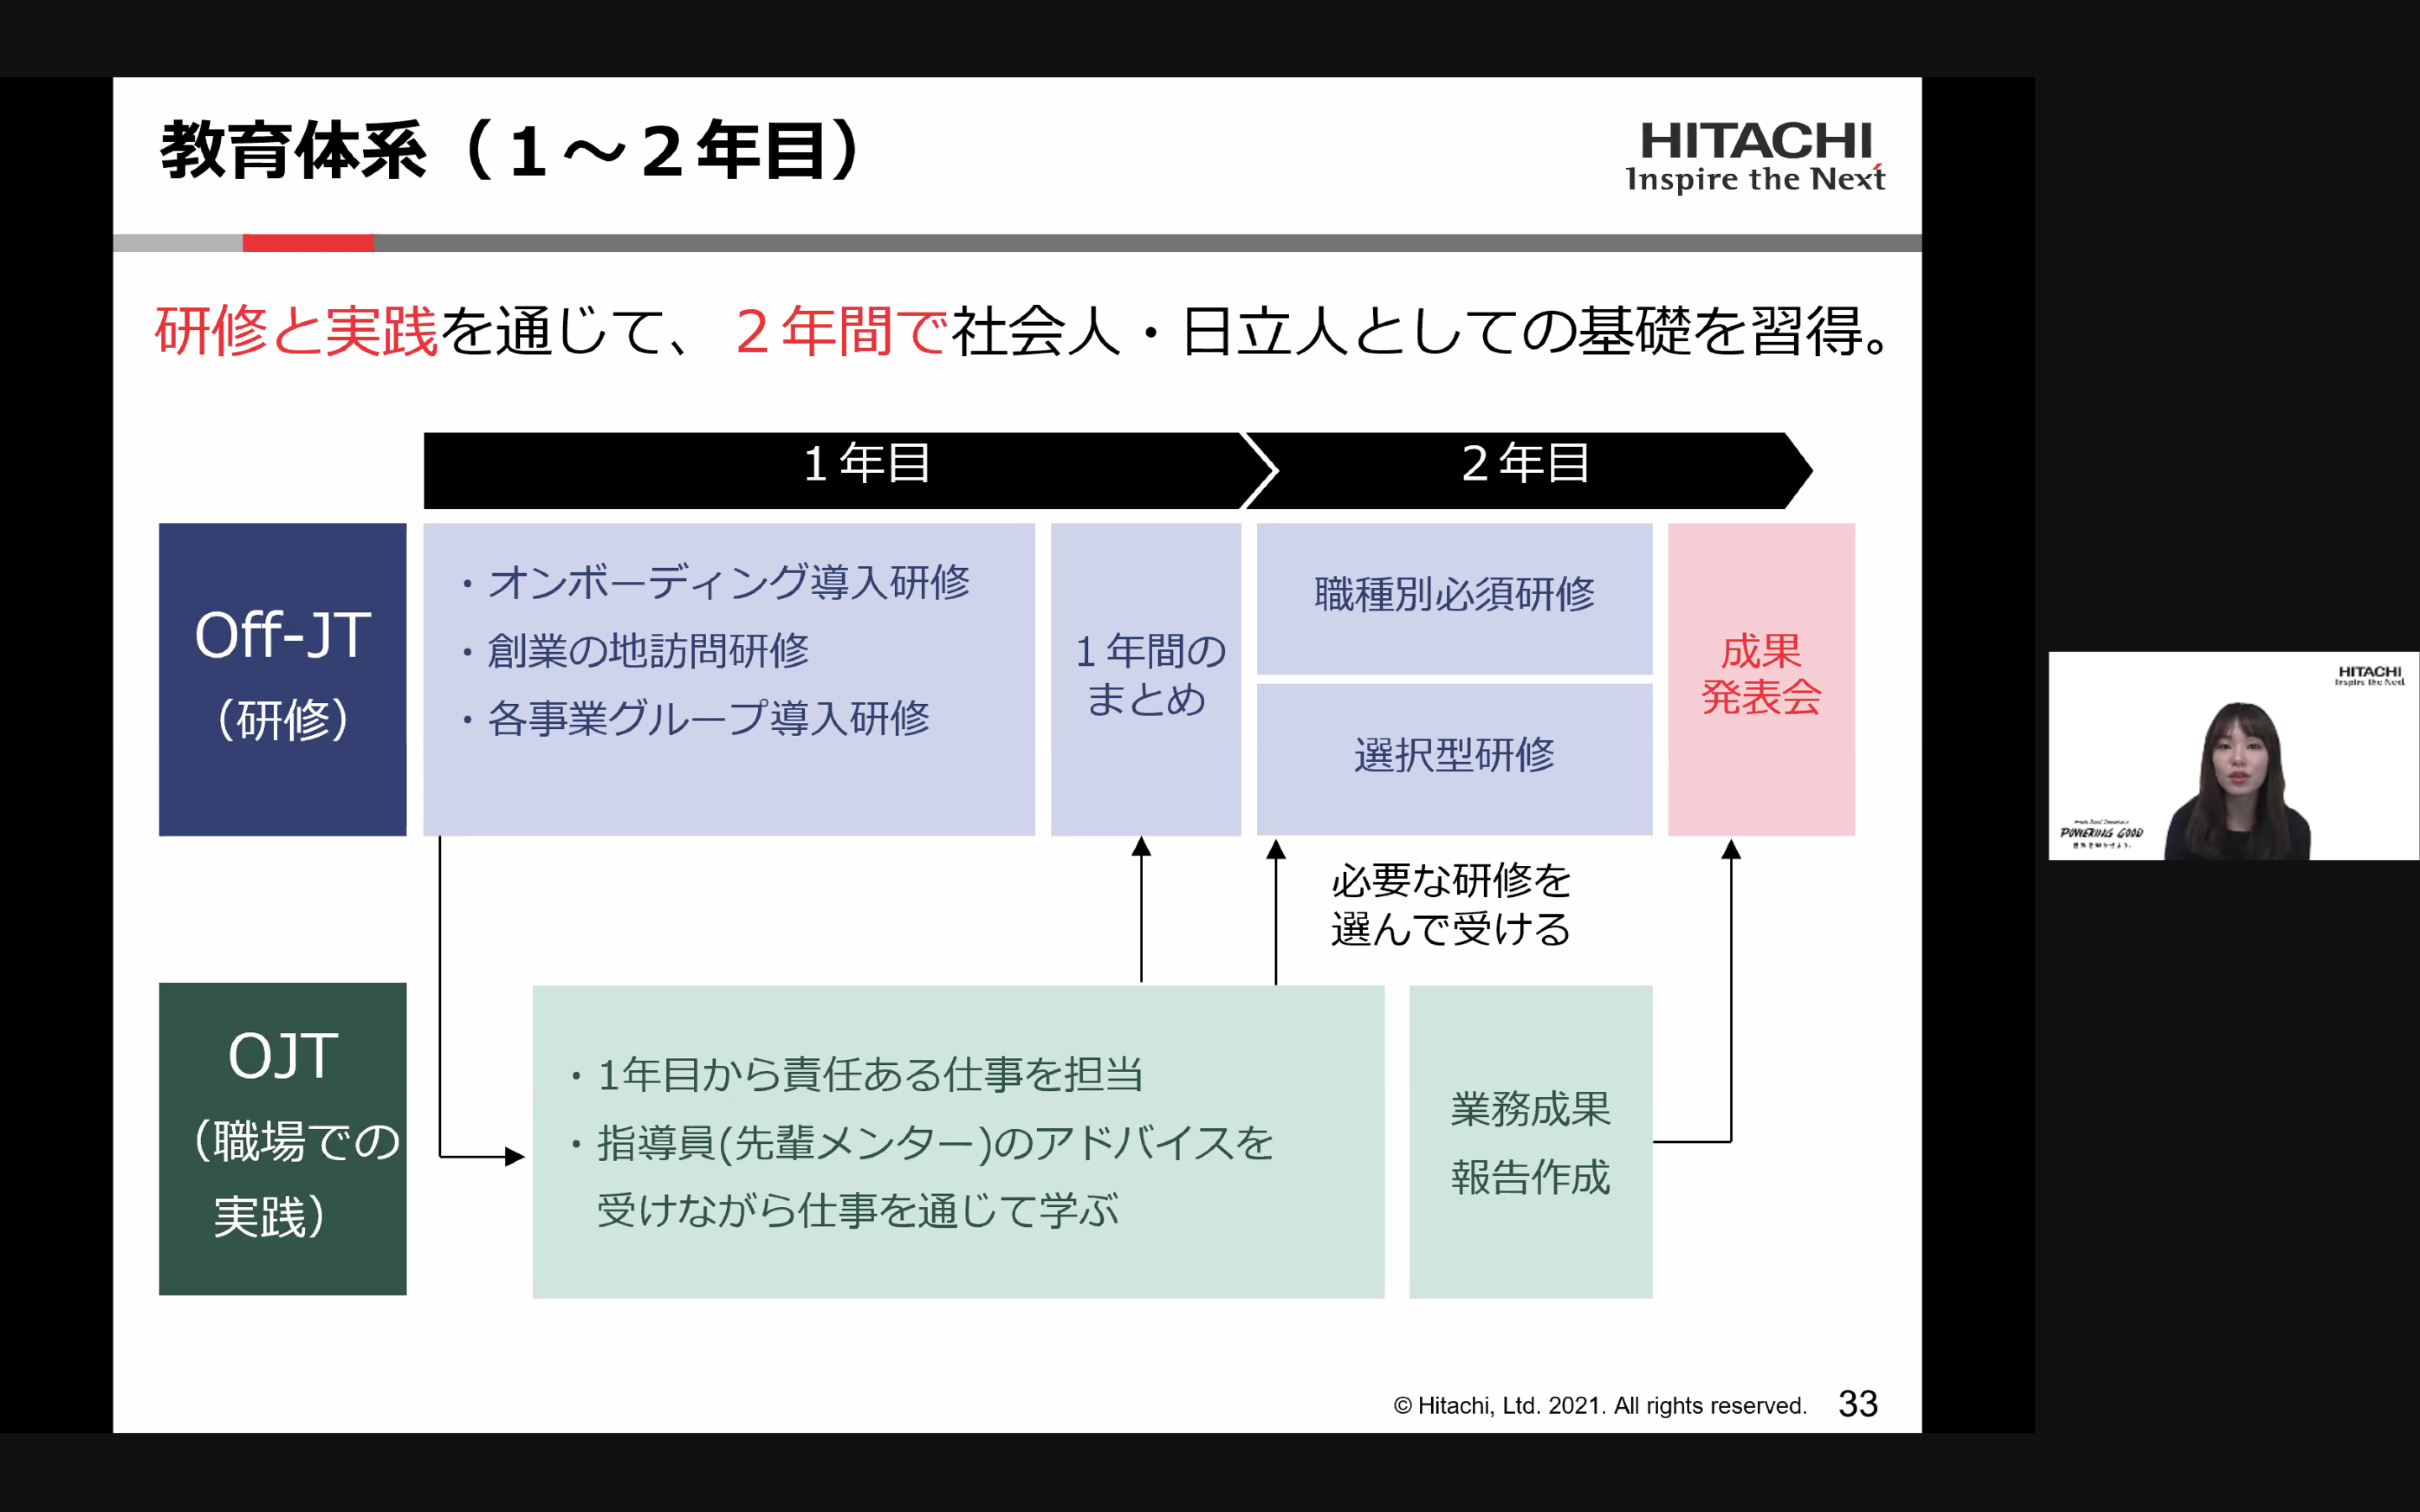 教育体系（１～２年目）
HITACHI
Inspire the Next
研修と実践を通じて、２年間で社会人・日立人としての基礎を習得。
１年目
２年目
Off-JT
（研修）
・オンボーディング導入研修
・創業の地訪問研修
・各事業グループ導入研修
１年間の
まとめ
職種別必須研修
選択型研修
成果
発表会
必要な研修を
選んで受ける
OJT
（職場での
実践）
・1年目から責任ある仕事を担当
・指導員(先輩メンター)のアドバイスを
受けながら仕事を通じて学ぶ
業務成果
報告作成
© Hitachi, Ltd. 2021. All rights reserved.
33
HITACHI
Inspire the Next
POWERING GOOD